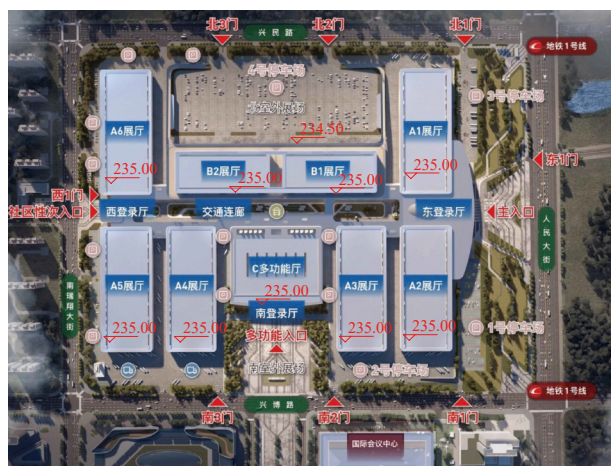 北3门
兴民路
北2门
北1门
地铁1号线
4号停车场
北室外展场
234.50
3号停车场
A6展厅
A1展厅
235.00
B2展厅
B1展厅
235.00
235.00
235.00
东1门
西1门
社区性次入口
西登录厅
交通连廊
东登录厅
主入口
人民大街
南瑞翔大街
C多功能厅
A5展厅
A4展厅
A3展厅
A2展厅
235.00
南登录厅
235.00
235.00
235.00
235.00
1号停车场
多功能入口
南室外展场
2号停车场
地铁1号线
南3门
兴博路
南2门
南1门
国际会议中心